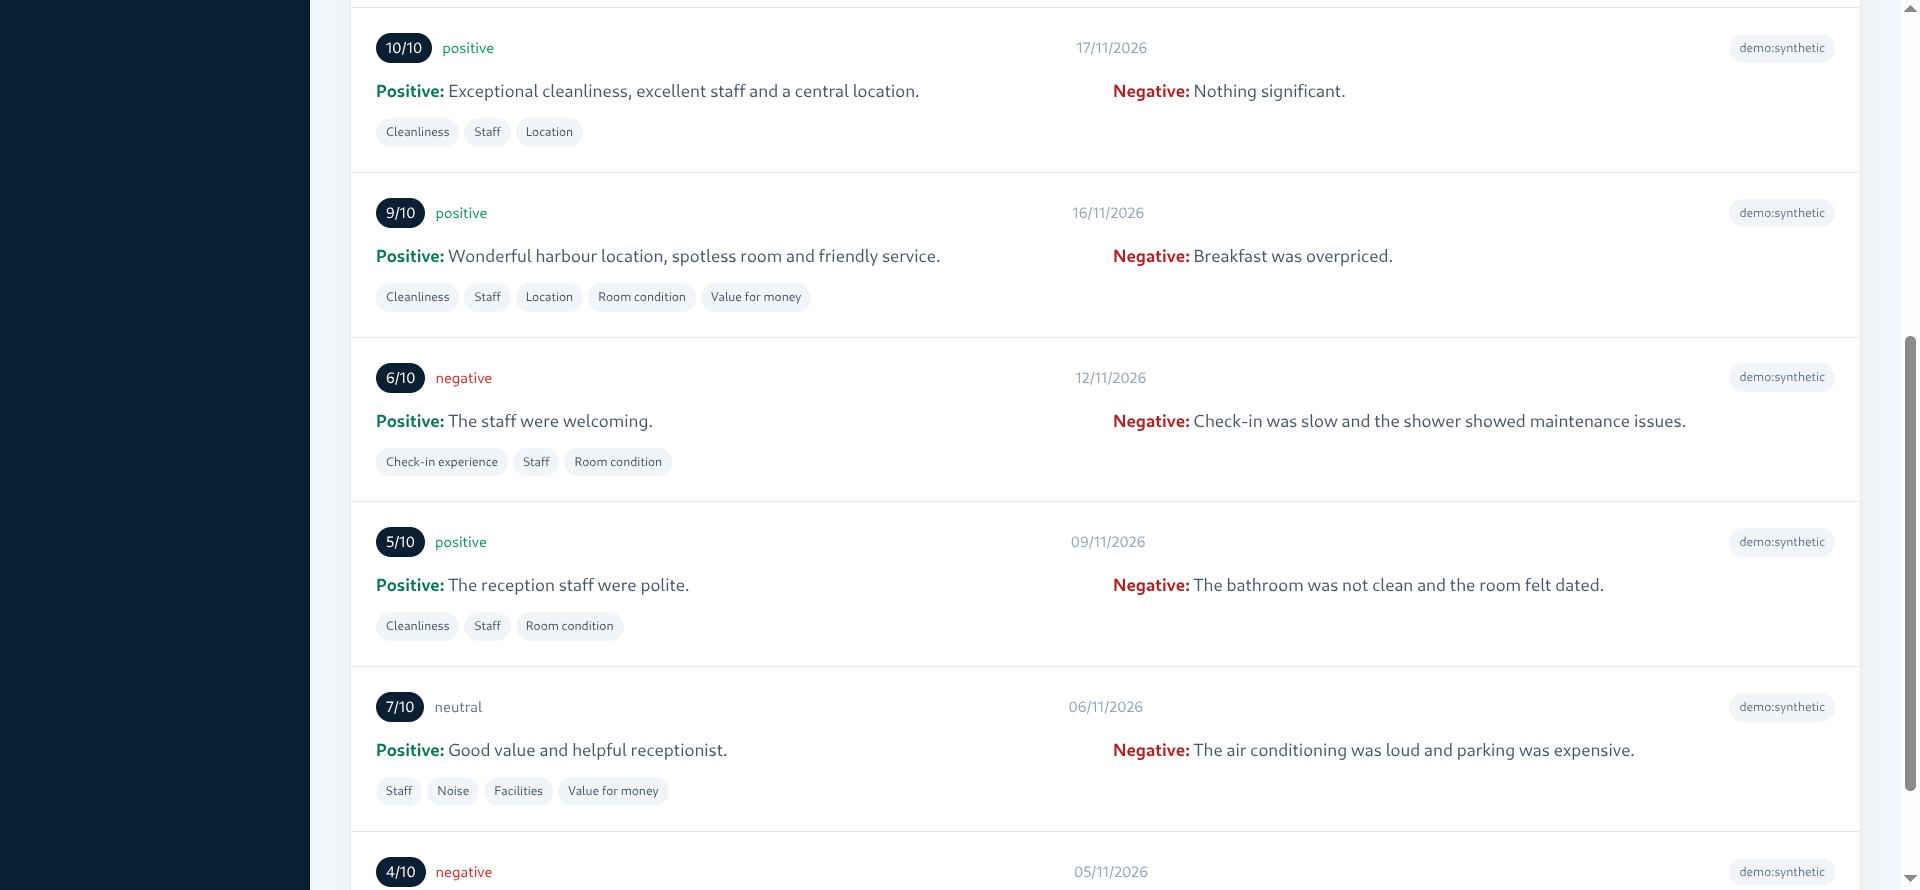 10/10 positive 17/11/2026 demo:synthetic
Positive: Exceptional cleanliness, excellent staff and a central location. Negative: Nothing significant.
Cleanliness Staff Location
9/10 positive 16/11/2026 demo:synthetic
Positive: Wonderful harbour location, spotless room and friendly service. Negative: Breakfast was overpriced.
Cleanliness Staff Location Room condition Value for money
6/10 negative 12/11/2026 demo:synthetic
Positive: The staff were welcoming. Negative: Check-in was slow and the shower showed maintenance issues.
Check-in experience Staff Room condition
5/10 positive 09/11/2026 demo:synthetic
Positive: The reception staff were polite. Negative: The bathroom was not clean and the room felt dated.
Cleanliness Staff Room condition
7/10 neutral 06/11/2026 demo:synthetic
Positive: Good value and helpful receptionist. Negative: The air conditioning was loud and parking was expensive.
Staff Noise Facilities Value for money
4/10 negative 05/11/2026 demo:synthetic